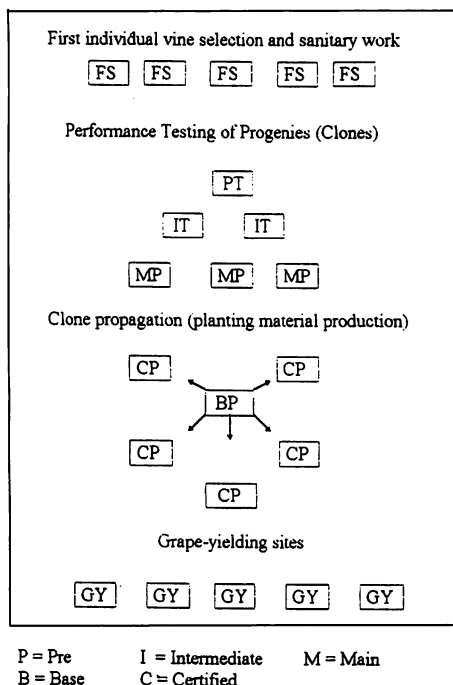 First individual vine selection and sanitary work
FS FS FS FS FS
Performance Testing of Progenies (Clones)
PT
IT IT
MP MP MP
Clone propagation (planting material production)
CP CP
BP
CP CP
CP
Grape-yielding sites
GY GY GY GY GY
P = Pre I = Intermediate M = Main
B = Base C = Certified